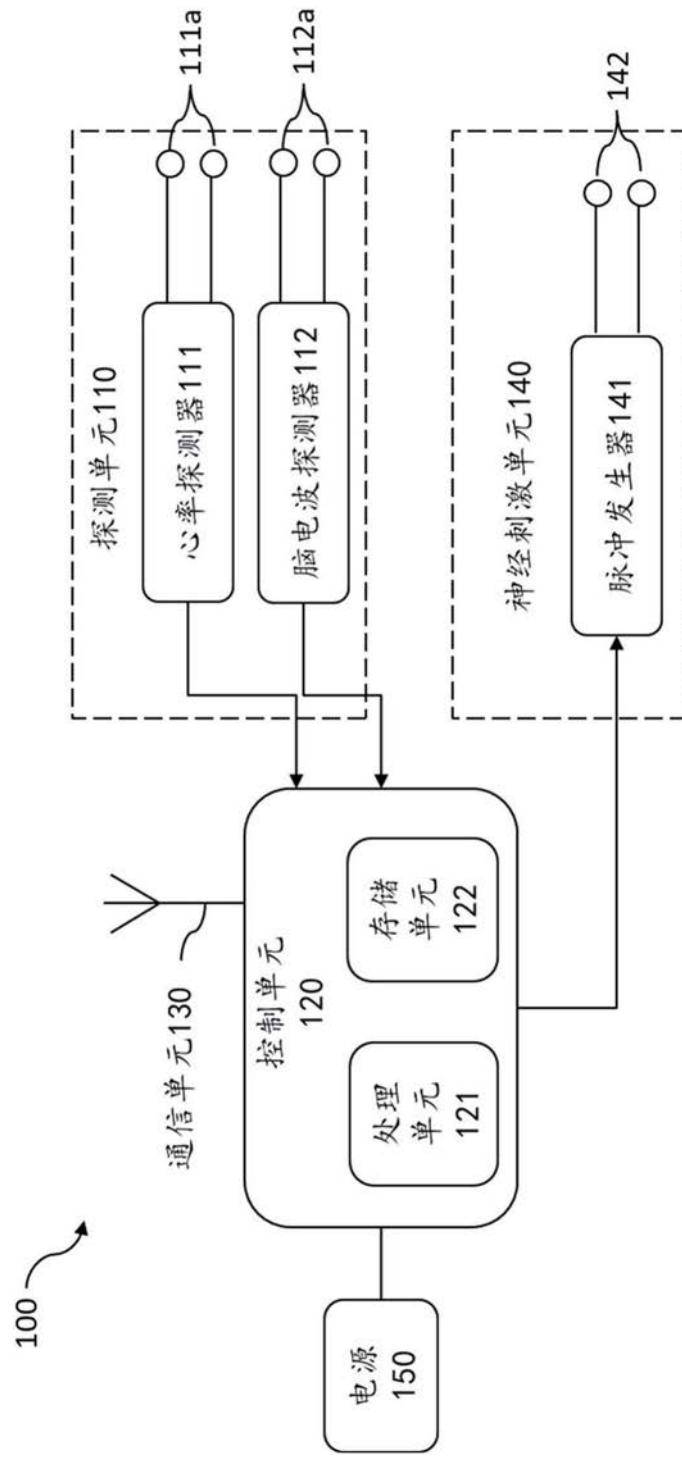 100
通信单元130
探测单元110
心率探测器111
111a
脑电波探测器112
112a
控制单元
120
处理单元
121
存储单元
122
电源
150
神经刺激单元140
脉冲发生器141
142